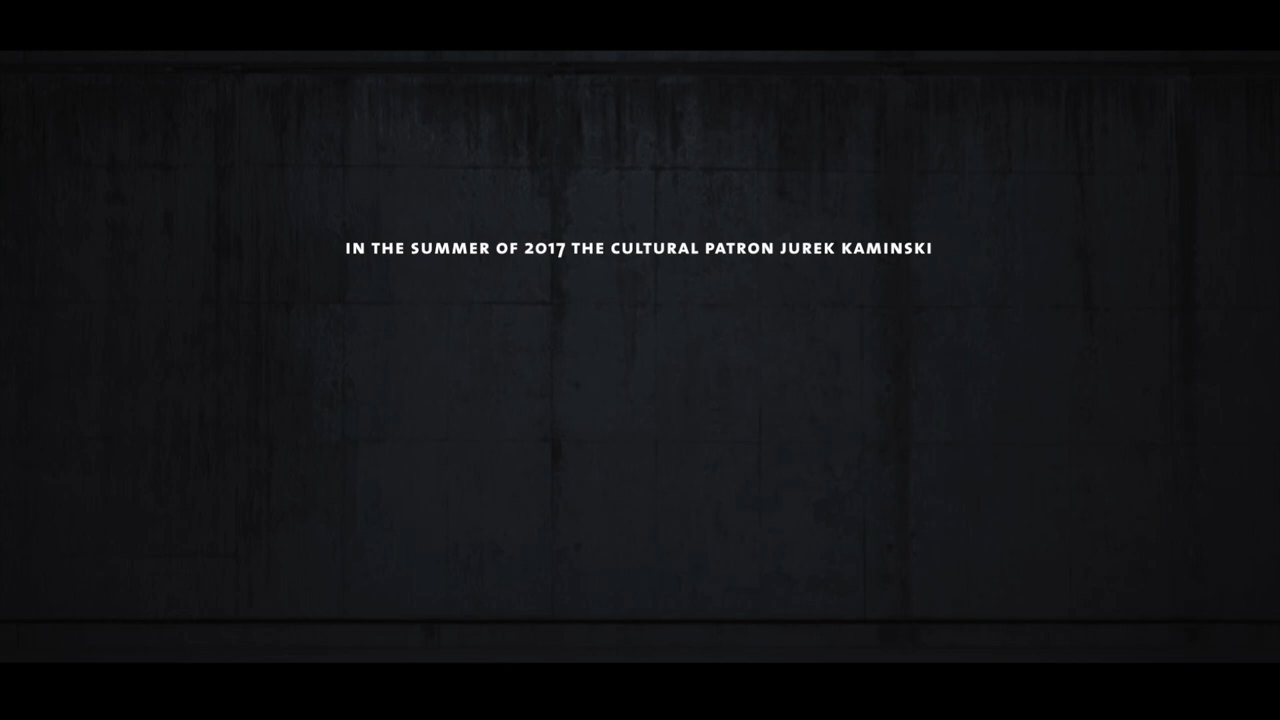 IN THE SUMMER OF 2017 THE CULTURAL PATRON JUREK KAMINSKI